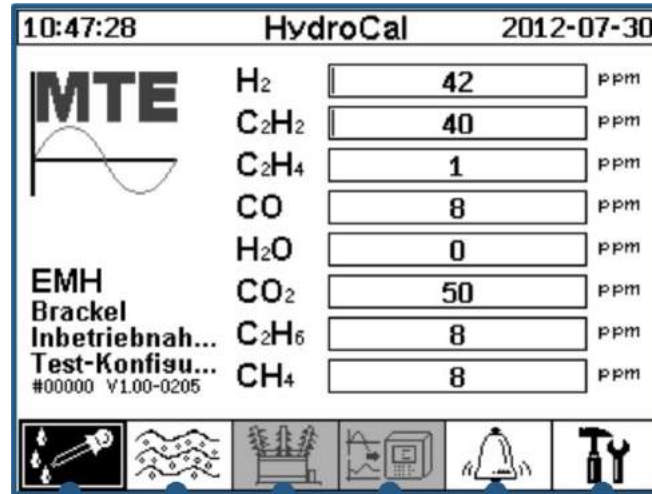 10:47:28 HydroCal 2012-07-30
MTE
H₂ 42 ppm
C₂H₂ 40 ppm
C₂H₄ 1 ppm
CO 8 ppm
H₂O 0 ppm
CO₂ 50 ppm
C₂H₆ 8 ppm
CH₄ 8 ppm
EMH
Brackel
Inbetriebnah...
Test-Konfigu...
#00000 V1.00-0205